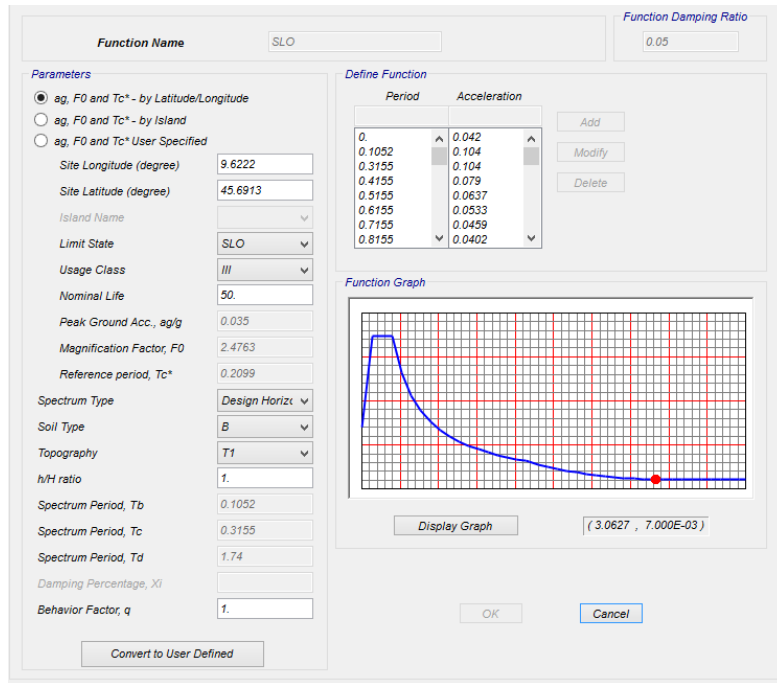 Function Name SLO
Function Damping Ratio
0.05
Parameters
ag, F0 and Tc* - by Latitude/Longitude
ag, F0 and Tc* - by Island
ag, F0 and Tc* User Specified
Site Longitude (degree) 9.6222
Site Latitude (degree) 45.6913
Island Name
Limit State SLO
Usage Class III
Nominal Life 50.
Peak Ground Acc., ag/g 0.035
Magnification Factor, F0 2.4763
Reference period, Tc* 0.2099
Spectrum Type Design Horizo
Soil Type B
Topography T1
h/H ratio 1.
Spectrum Period, Tb 0.1052
Spectrum Period, Tc 0.3155
Spectrum Period, Td 1.74
Damping Percentage, Xi
Behavior Factor, q 1.
Convert to User Defined
Define Function
Period Acceleration
0. 0.042
0.1052 0.104
0.3155 0.104
0.4155 0.079
0.5155 0.0637
0.6155 0.0533
0.7155 0.0459
0.8155 0.0402
Add
Modify
Delete
Function Graph
Display Graph
( 3.0627 , 7.000E-03 )
OK
Cancel